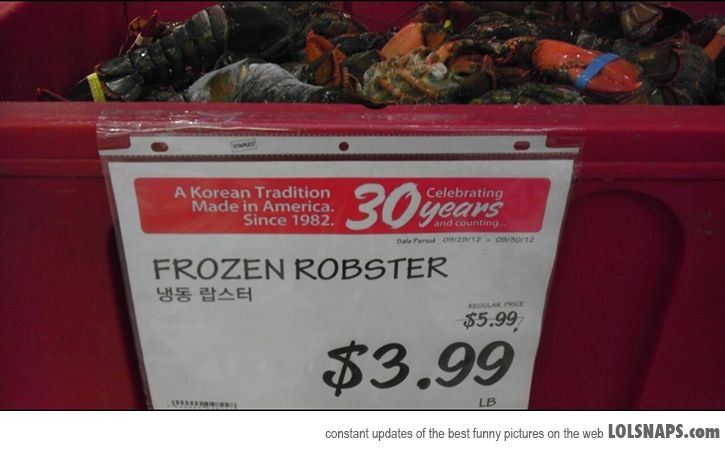 STAPLES
A Korean Tradition
Made in America.
Since 1982.
30 years
Celebrating
and counting...
Sale Period 09/29/12 - 09/30/12
FROZEN ROBSTER
냉동 랍스터
REGULAR PRICE
$5.99
$3.99
LB
constant updates of the best funny pictures on the web LOLSNAPS.com